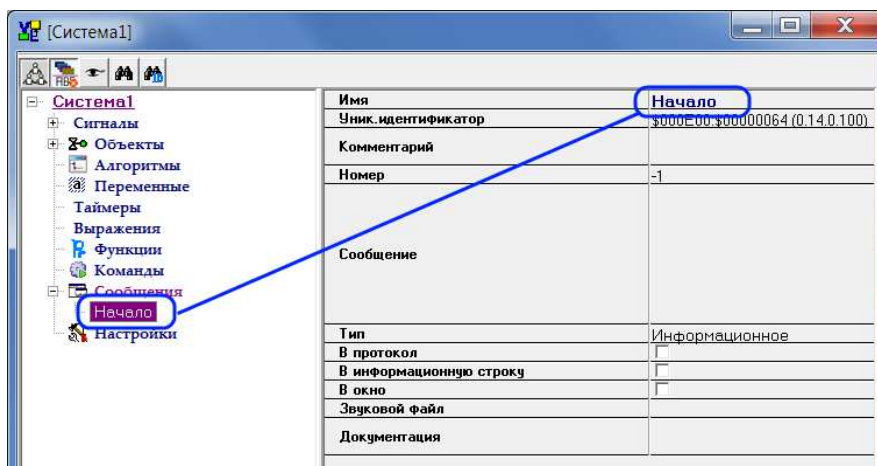 [Система1]
Система1
Сигналы
Объекты
Алгоритмы
Переменные
Таймеры
Выражения
Функции
Команды
Сообщения
Начало
Настройки
Имя Начало
Уник.идентификатор $000E00:$00000064 (0.14.0.100)
Комментарий
Номер -1
Сообщение
Тип Информационное
В протокол
В информационную строку
В окно
Звуковой файл
Документация